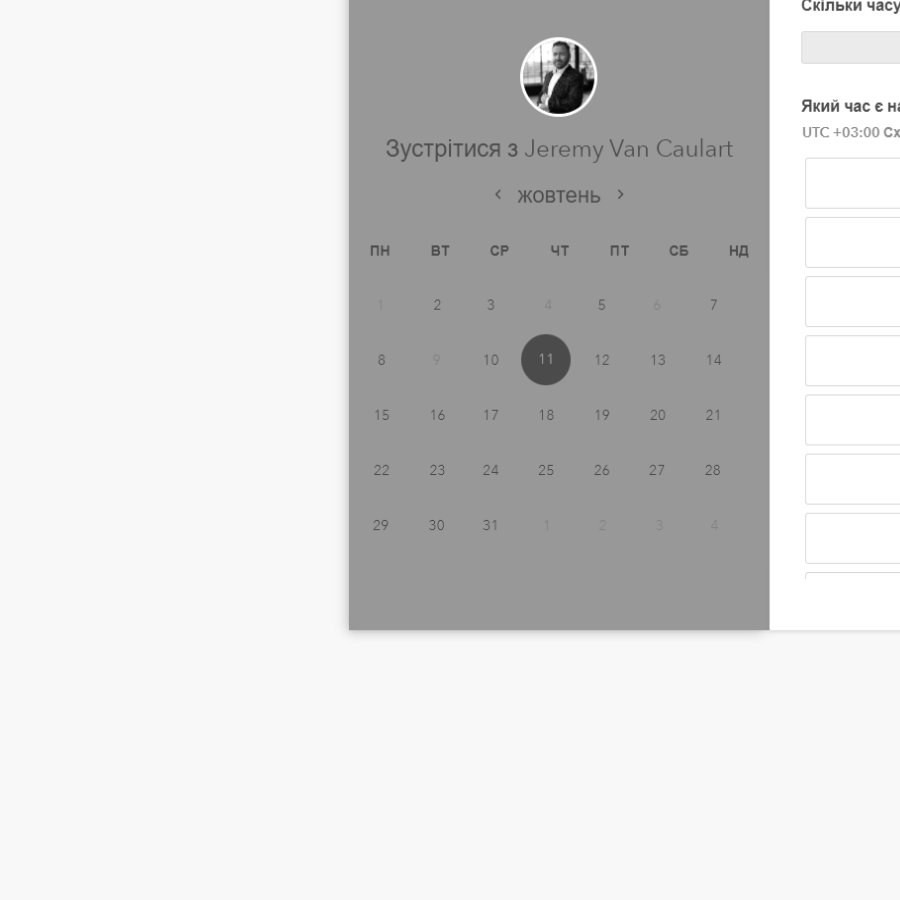 Скільки часу
Який час є на
UTC +03:00 Сх
Зустрітися з Jeremy Van Caulart
жовтень
ПН ВТ СР ЧТ ПТ СБ НД
1 2 3 4 5 6 7
8 9 10 11 12 13 14
15 16 17 18 19 20 21
22 23 24 25 26 27 28
29 30 31 1 2 3 4